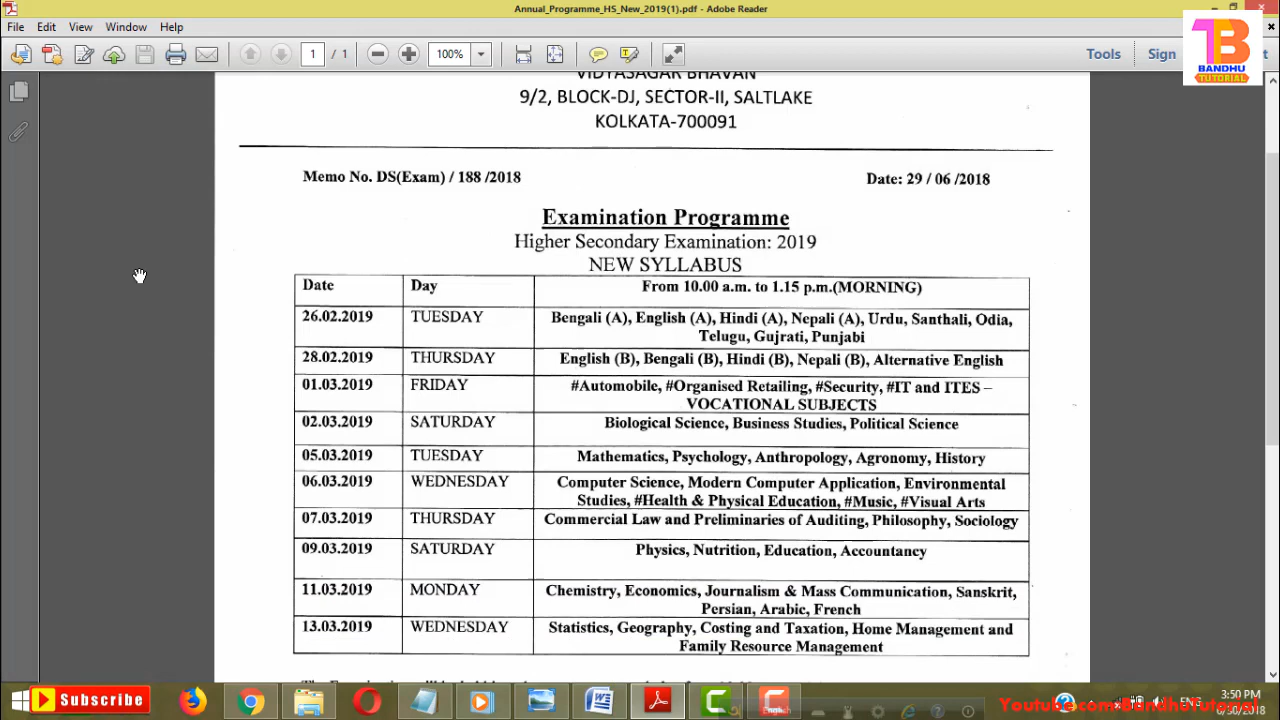 Annual_Programme_HS_New_2019(1).pdf - Adobe Reader
File Edit View Window Help
1 / 1 100% Tools Sign
TB
BANDHU
TUTORIAL
VIDYASAGAR BHAVAN
9/2, BLOCK-DJ, SECTOR-II, SALTLAKE
KOLKATA-700091
Memo No. DS(Exam) / 188 /2018 Date: 29 / 06 /2018
Examination Programme
Higher Secondary Examination: 2019
NEW SYLLABUS
Date Day From 10.00 a.m. to 1.15 p.m.(MORNING)
26.02.2019 TUESDAY Bengali (A), English (A), Hindi (A), Nepali (A), Urdu, Santhali, Odia,
Telugu, Gujrati, Punjabi
28.02.2019 THURSDAY English (B), Bengali (B), Hindi (B), Nepali (B), Alternative English
01.03.2019 FRIDAY #Automobile, #Organised Retailing, #Security, #IT and ITES –
VOCATIONAL SUBJECTS
02.03.2019 SATURDAY Biological Science, Business Studies, Political Science
05.03.2019 TUESDAY Mathematics, Psychology, Anthropology, Agronomy, History
06.03.2019 WEDNESDAY Computer Science, Modern Computer Application, Environmental
Studies, #Health & Physical Education, #Music, #Visual Arts
07.03.2019 THURSDAY Commercial Law and Preliminaries of Auditing, Philosophy, Sociology
09.03.2019 SATURDAY Physics, Nutrition, Education, Accountancy
11.03.2019 MONDAY Chemistry, Economics, Journalism & Mass Communication, Sanskrit,
Persian, Arabic, French
13.03.2019 WEDNESDAY Statistics, Geography, Costing and Taxation, Home Management and
Family Resource Management
Subscribe
English
ENG
3:50 PM
6/30/2018
Youtube.com/BandhuTutorial